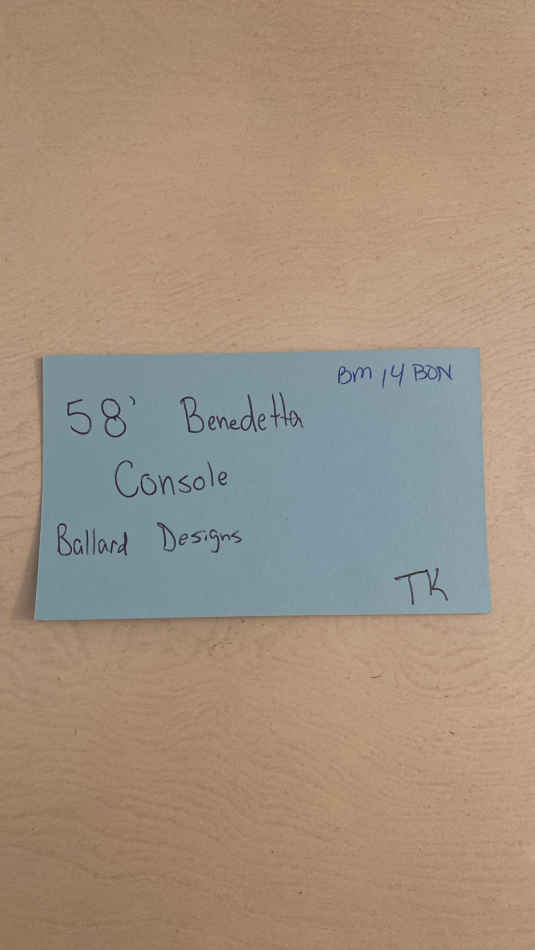 BM 14 BON
58' Benedetta
Console
Ballard Designs
TK